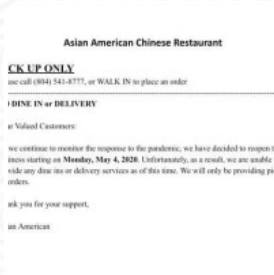 Asian American Chinese Restaurant
CK UP ONLY
ase call (804) 541-8777, or WALK IN to place an order
DINE IN or DELIVERY
Valued Customers:
we continue to monitor the response to the pandemic, we have decided to reopen
iness starting on Monday, May 4, 2020. Unfortunately, as a result, we are unable
vide any dine ins or delivery services as of this time. We will only be providing pi
orders.
ank you for your support,
an American